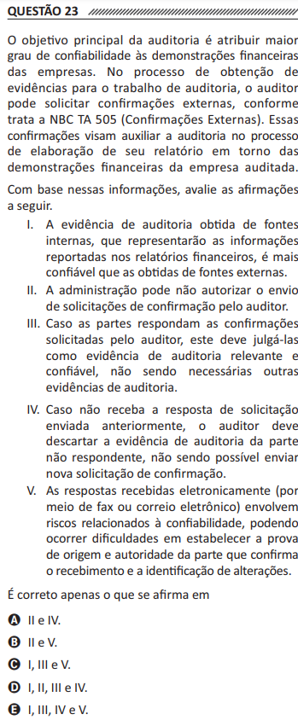 QUESTÃO 23
O objetivo principal da auditoria é atribuir maior
grau de confiabilidade às demonstrações financeiras
das empresas. No processo de obtenção de
evidências para o trabalho de auditoria, o auditor
pode solicitar confirmações externas, conforme
trata a NBC TA 505 (Confirmações Externas). Essas
confirmações visam auxiliar a auditoria no processo
de elaboração de seu relatório em torno das
demonstrações financeiras da empresa auditada.
Com base nessas informações, avalie as afirmações
a seguir.
I. A evidência de auditoria obtida de fontes
internas, que representarão as informações
reportadas nos relatórios financeiros, é mais
confiável que as obtidas de fontes externas.
II. A administração pode não autorizar o envio
de solicitações de confirmação pelo auditor.
III. Caso as partes respondam as confirmações
solicitadas pelo auditor, este deve julgá-las
como evidência de auditoria relevante e
confiável, não sendo necessárias outras
evidências de auditoria.
IV. Caso não receba a resposta de solicitação
enviada anteriormente, o auditor deve
descartar a evidência de auditoria da parte
não respondente, não sendo possível enviar
nova solicitação de confirmação.
V. As respostas recebidas eletronicamente (por
meio de fax ou correio eletrônico) envolvem
riscos relacionados à confiabilidade, podendo
ocorrer dificuldades em estabelecer a prova
de origem e autoridade da parte que confirma
o recebimento e a identificação de alterações.
É correto apenas o que se afirma em
A II e IV.
B II e V.
C I, III e V.
D I, II, III e IV.
E I, III, IV e V.